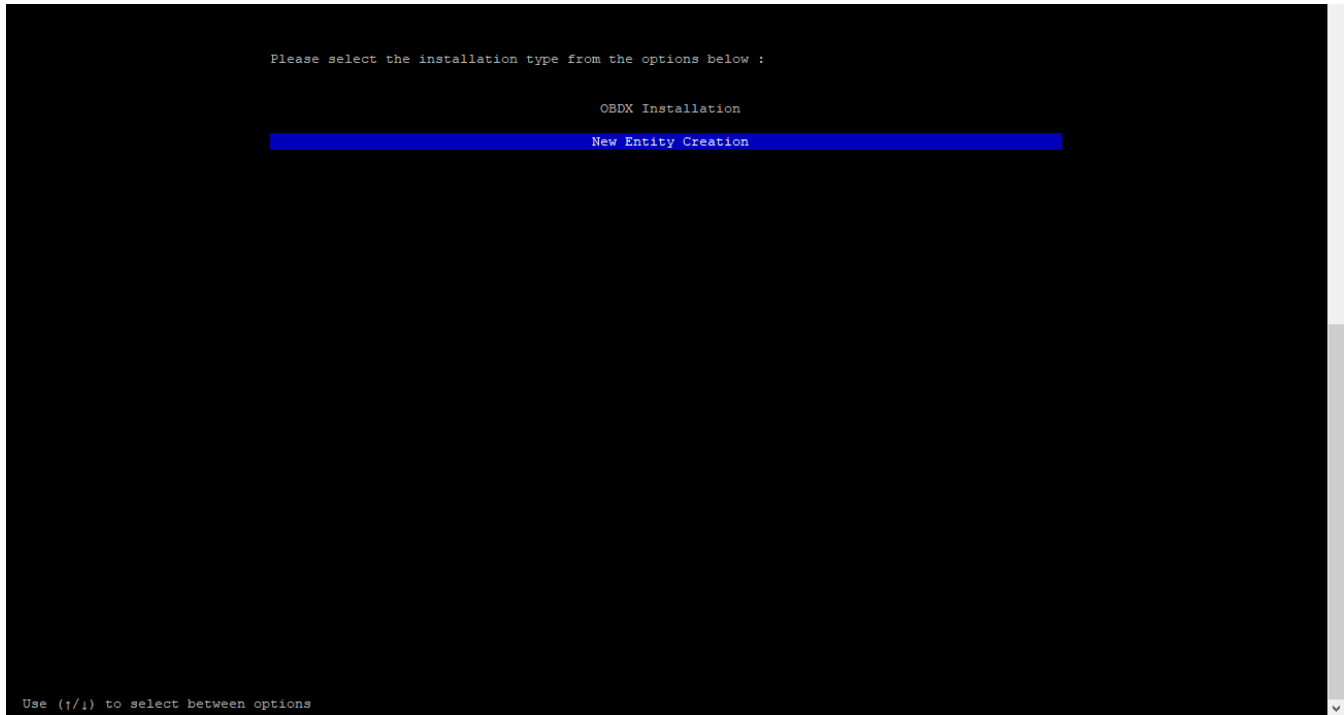 Please select the installation type from the options below :
OBDX Installation
New Entity Creation
Use (↑/↓) to select between options